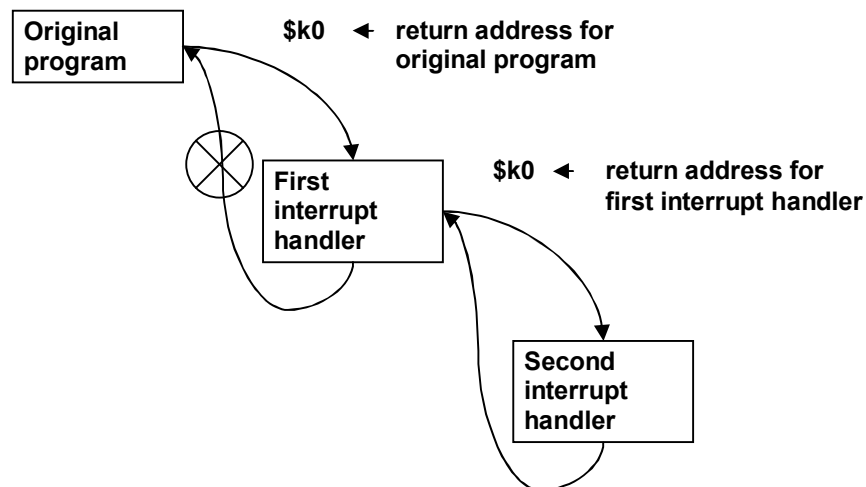 Original
program
$k0 ← return address for
original program
First
interrupt
handler
$k0 ← return address for
first interrupt handler
Second
interrupt
handler